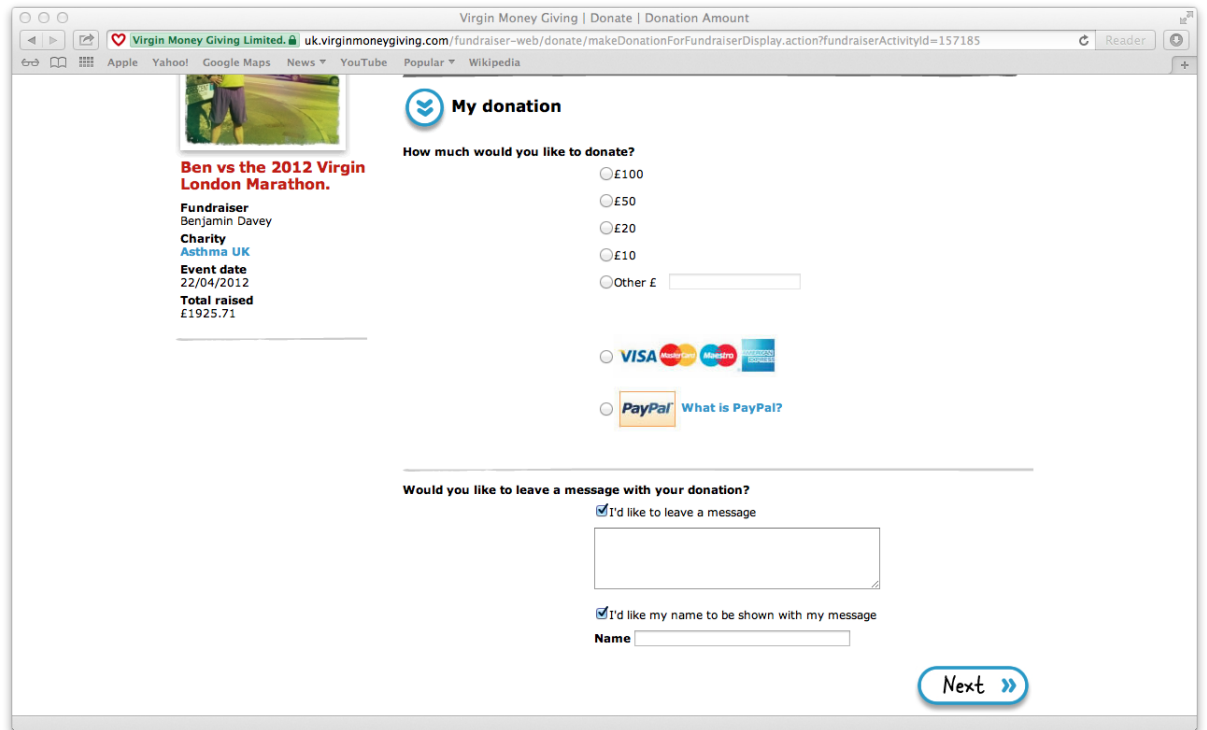 Virgin Money Giving | Donate | Donation Amount
Virgin Money Giving Limited. uk.virginmoneygiving.com/fundraiser-web/donate/makeDonationForFundraiserDisplay.action?fundraiserActivityId=157185 Reader
Apple Yahoo! Google Maps News YouTube Popular Wikipedia
Ben vs the 2012 Virgin
London Marathon.
Fundraiser
Benjamin Davey
Charity
Asthma UK
Event date
22/04/2012
Total raised
£1925.71
My donation
How much would you like to donate?
£100
£50
£20
£10
Other £
VISA MasterCard Maestro AMERICAN EXPRESS
PayPal What is PayPal?
Would you like to leave a message with your donation?
I'd like to leave a message
I'd like my name to be shown with my message
Name
Next